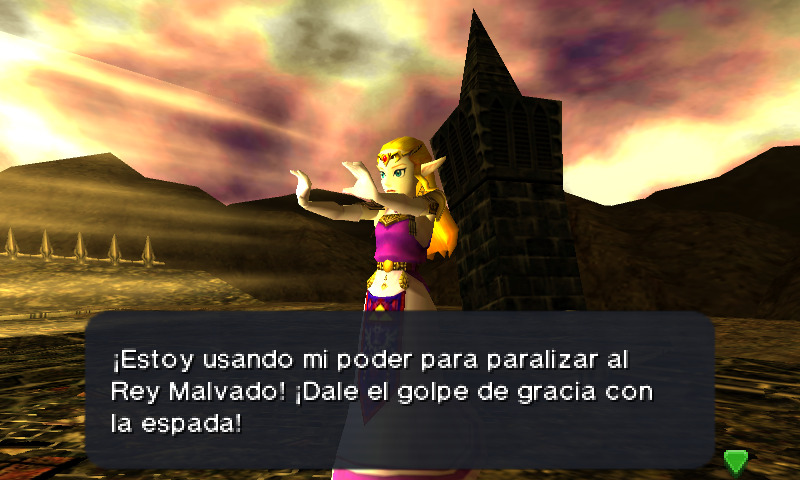 ¡Estoy usando mi poder para paralizar al
Rey Malvado! ¡Dale el golpe de gracia con
la espada!